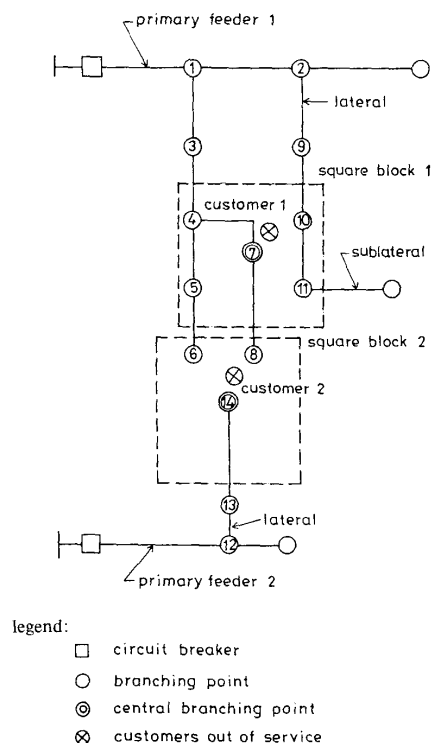 primary feeder 1
1
2
lateral
3
9
square block 1
customer 1
4
10
7
sublateral
5
11
6
8
square block 2
customer 2
14
13
lateral
12
primary feeder 2
legend:
circuit breaker
branching point
central branching point
customers out of service